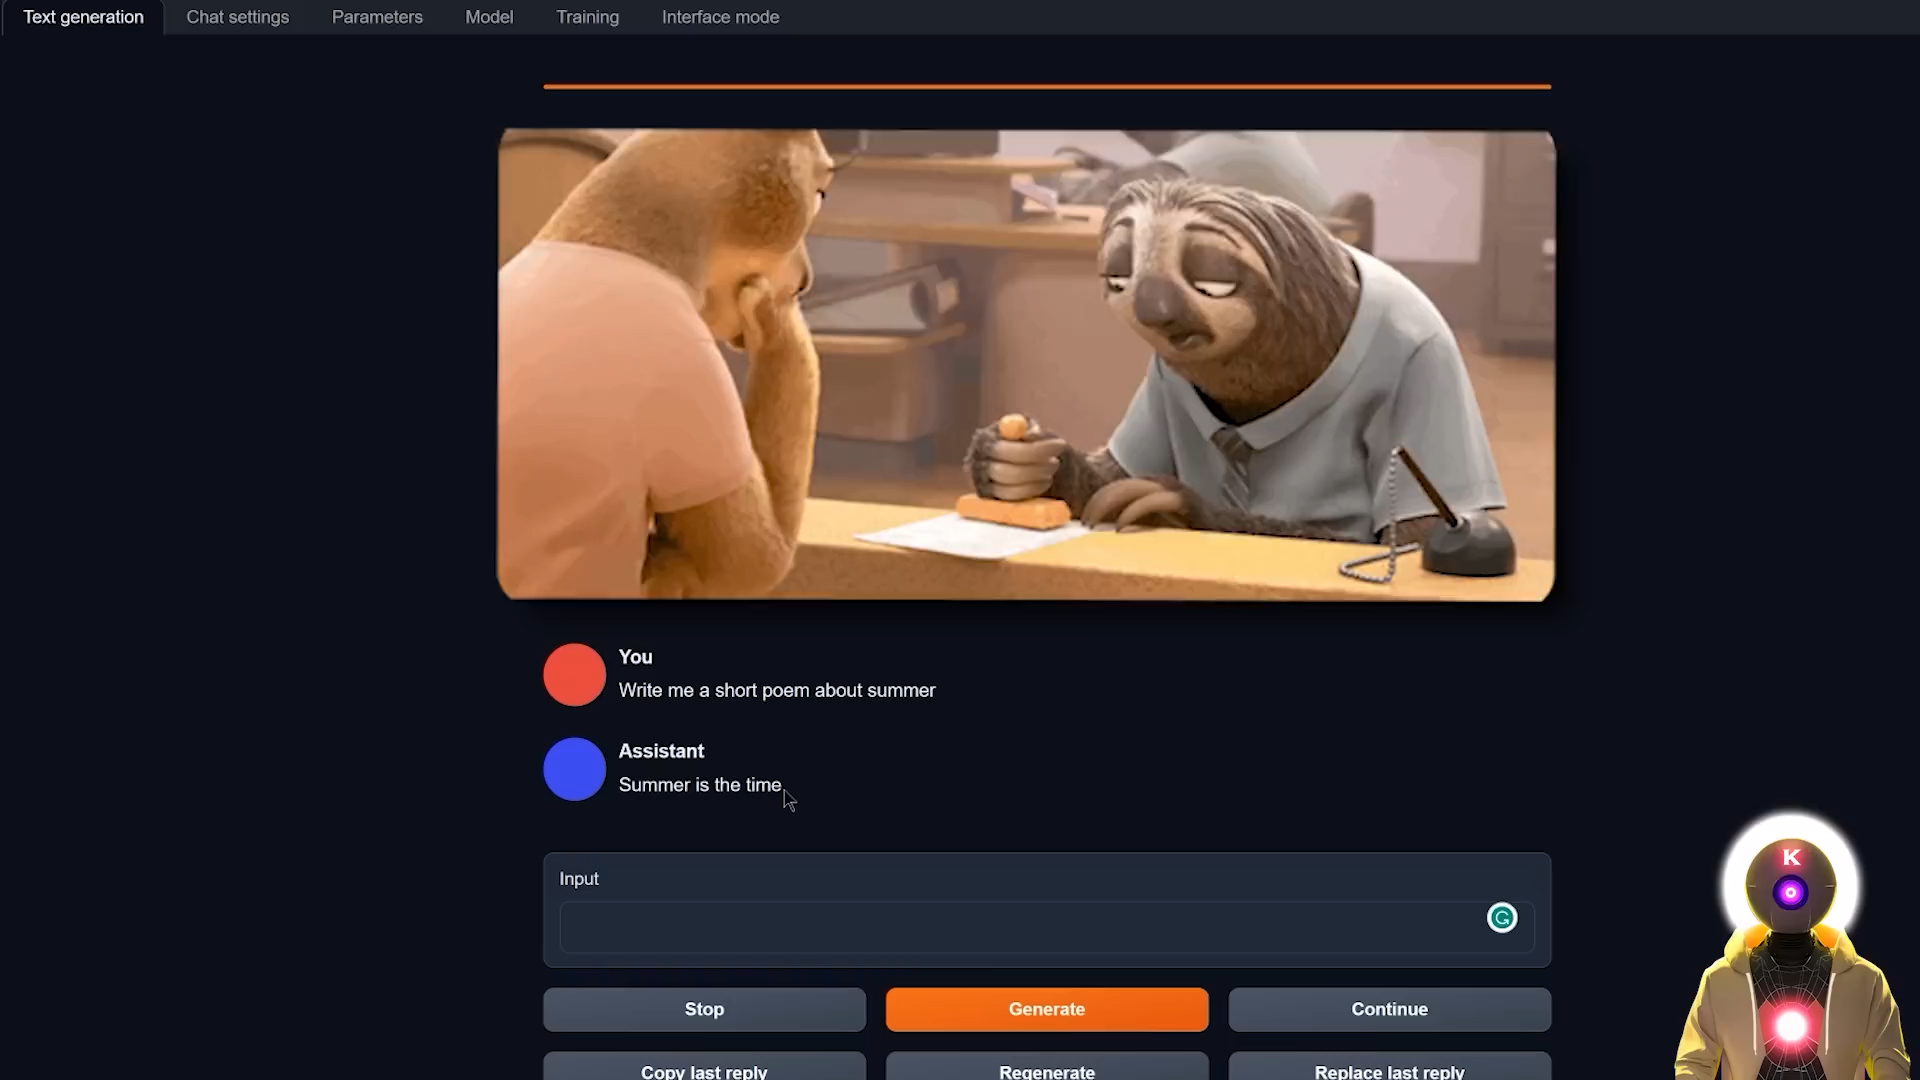 Text generation Chat settings Parameters Model Training Interface mode
You
Write me a short poem about summer
Assistant
Summer is the time
Input
G
Stop Generate Continue
Copy last reply Regenerate Replace last reply
K